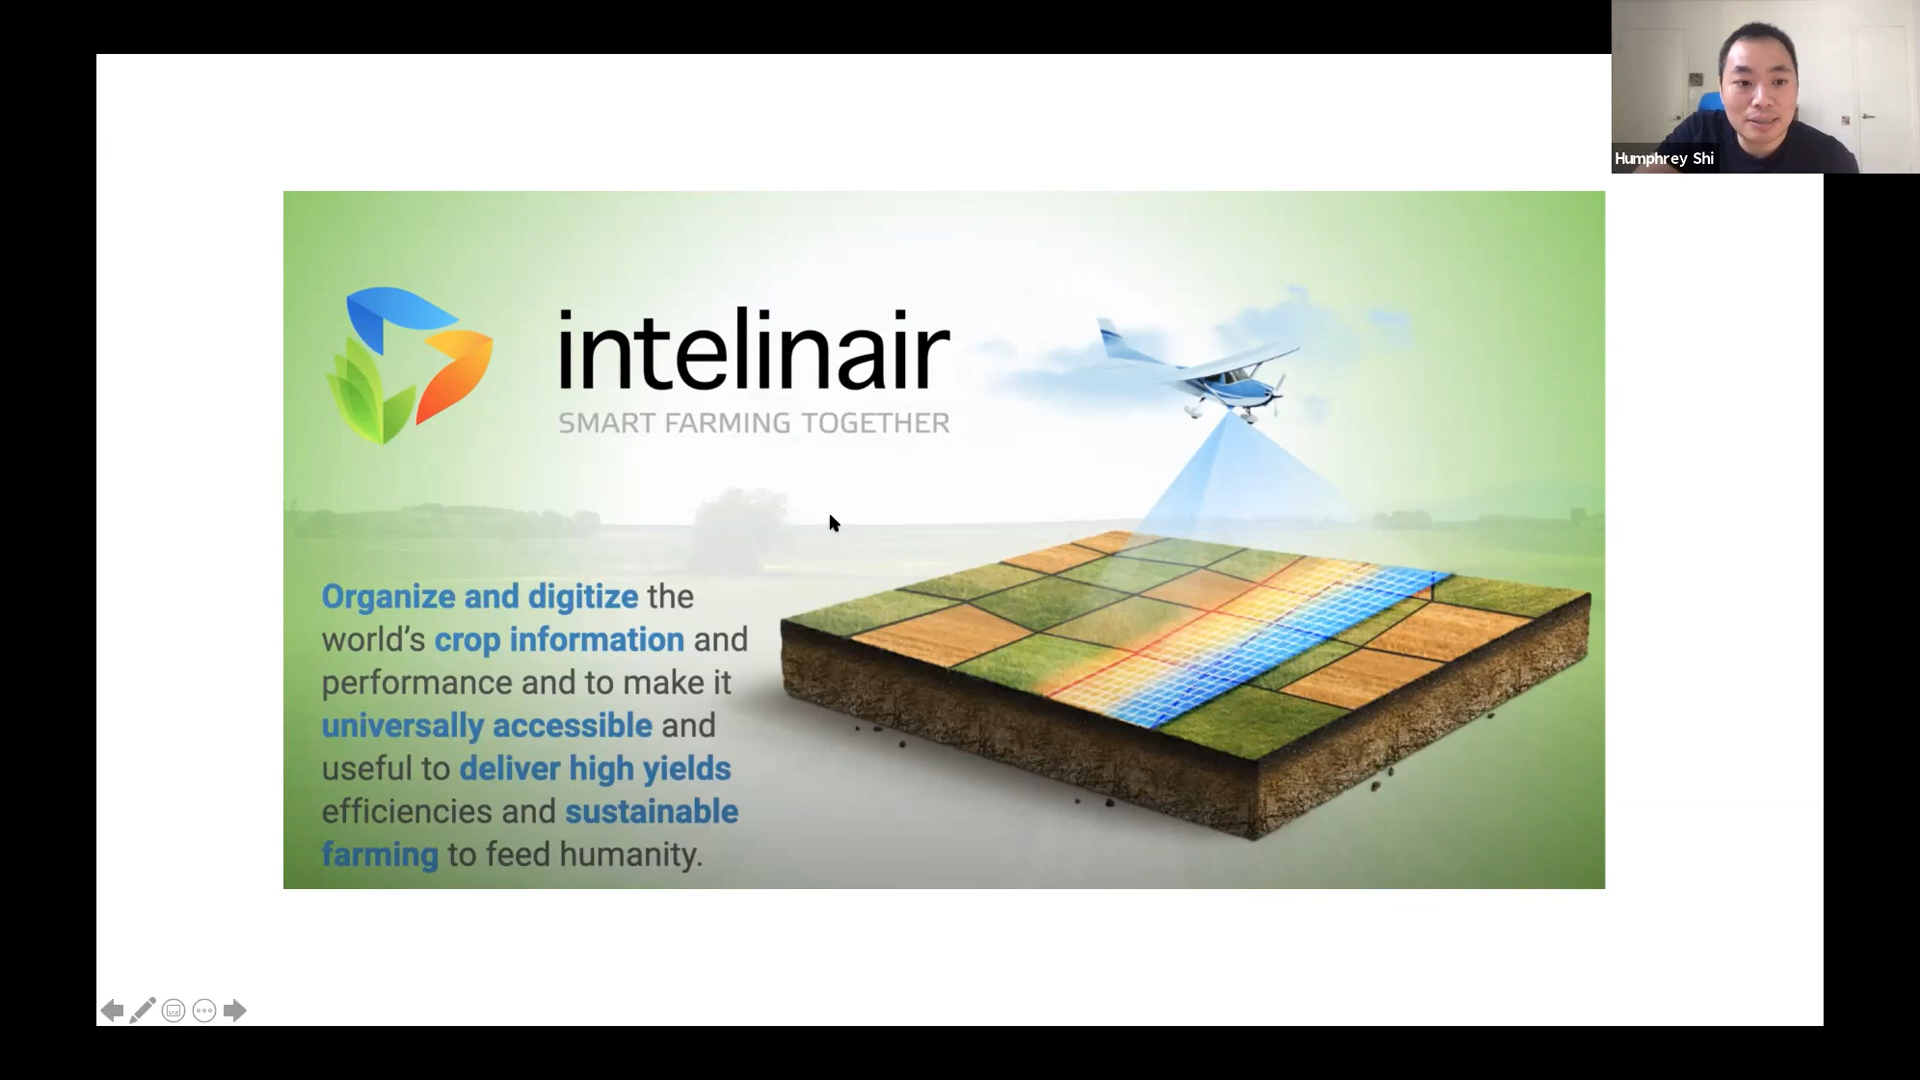 Humphrey Shi
intelinair
SMART FARMING TOGETHER
Organize and digitize the
world’s crop information and
performance and to make it
universally accessible and
useful to deliver high yields
efficiencies and sustainable
farming to feed humanity.